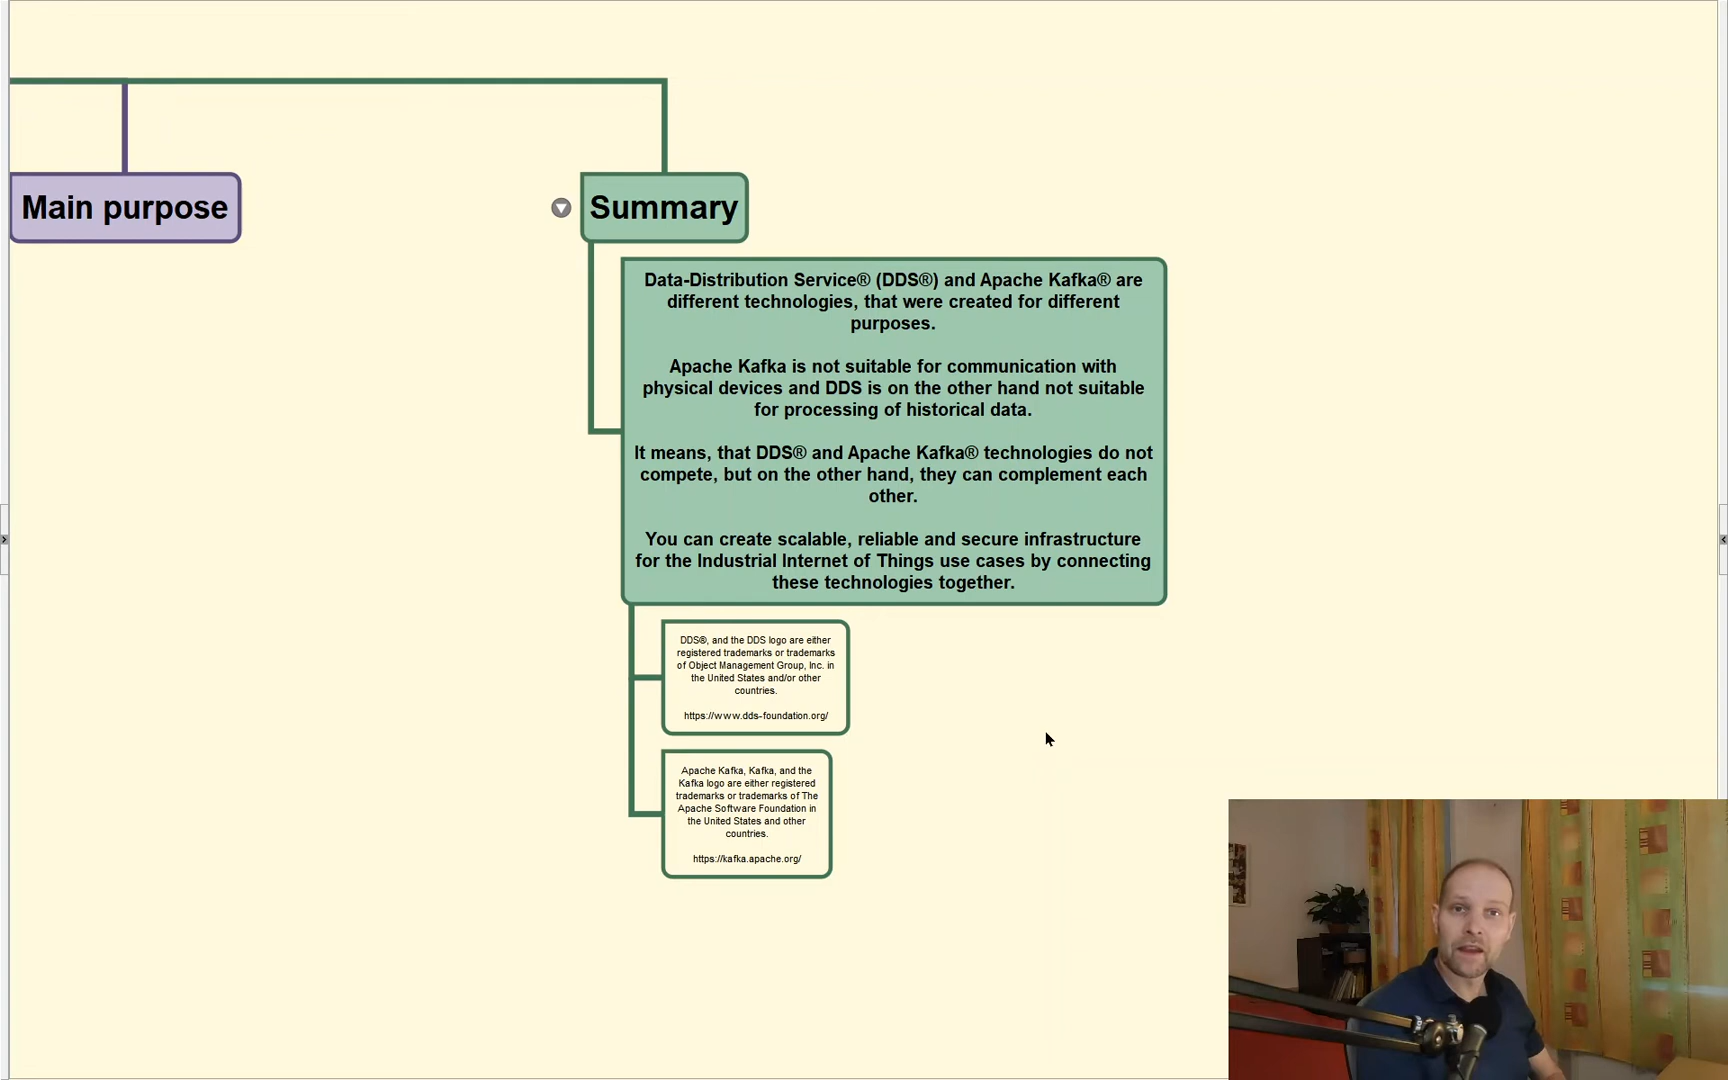 Main purpose
Summary
Data-Distribution Service® (DDS®) and Apache Kafka® are
different technologies, that were created for different
purposes.
Apache Kafka is not suitable for communication with
physical devices and DDS is on the other hand not suitable
for processing of historical data.
It means, that DDS® and Apache Kafka® technologies do not
compete, but on the other hand, they can complement each
other.
You can create scalable, reliable and secure infrastructure
for the Industrial Internet of Things use cases by connecting
these technologies together.
DDS®, and the DDS logo are either
registered trademarks or trademarks
of Object Management Group, Inc. in
the United States and/or other
countries.
https://www.dds-foundation.org/
Apache Kafka, Kafka, and the
Kafka logo are either registered
trademarks or trademarks of The
Apache Software Foundation in
the United States and other
countries.
https://kafka.apache.org/